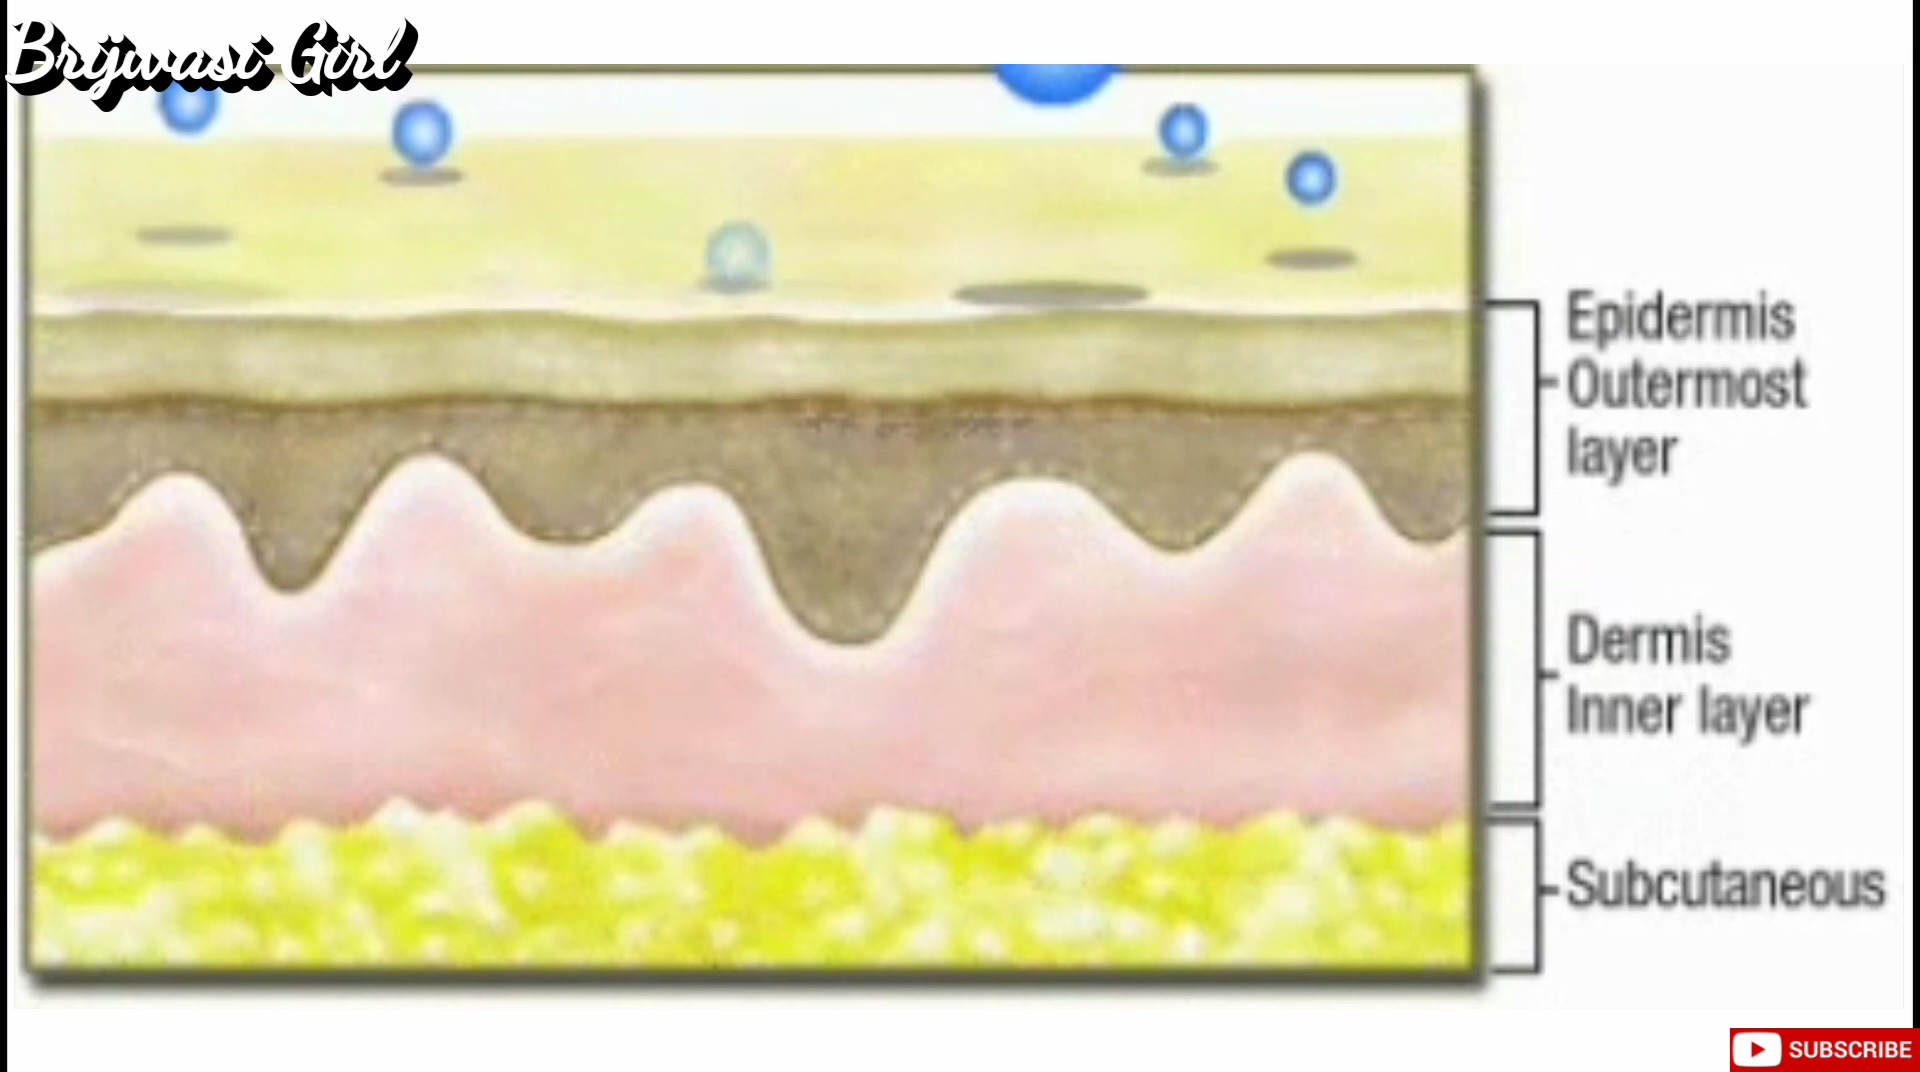 Brijwasi Girl
Epidermis
Outermost
layer
Dermis
Inner layer
Subcutaneous
SUBSCRIBE